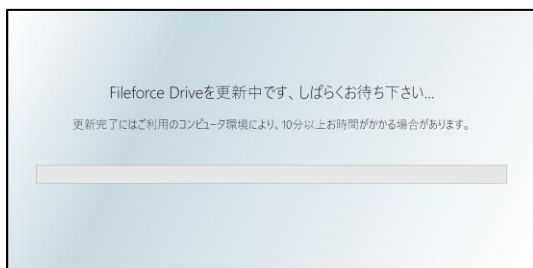 Fileforce Driveを更新中です、しばらくお待ち下さい...
更新完了にはご利用のコンピュータ環境により、10分以上お時間がかかる場合があります。